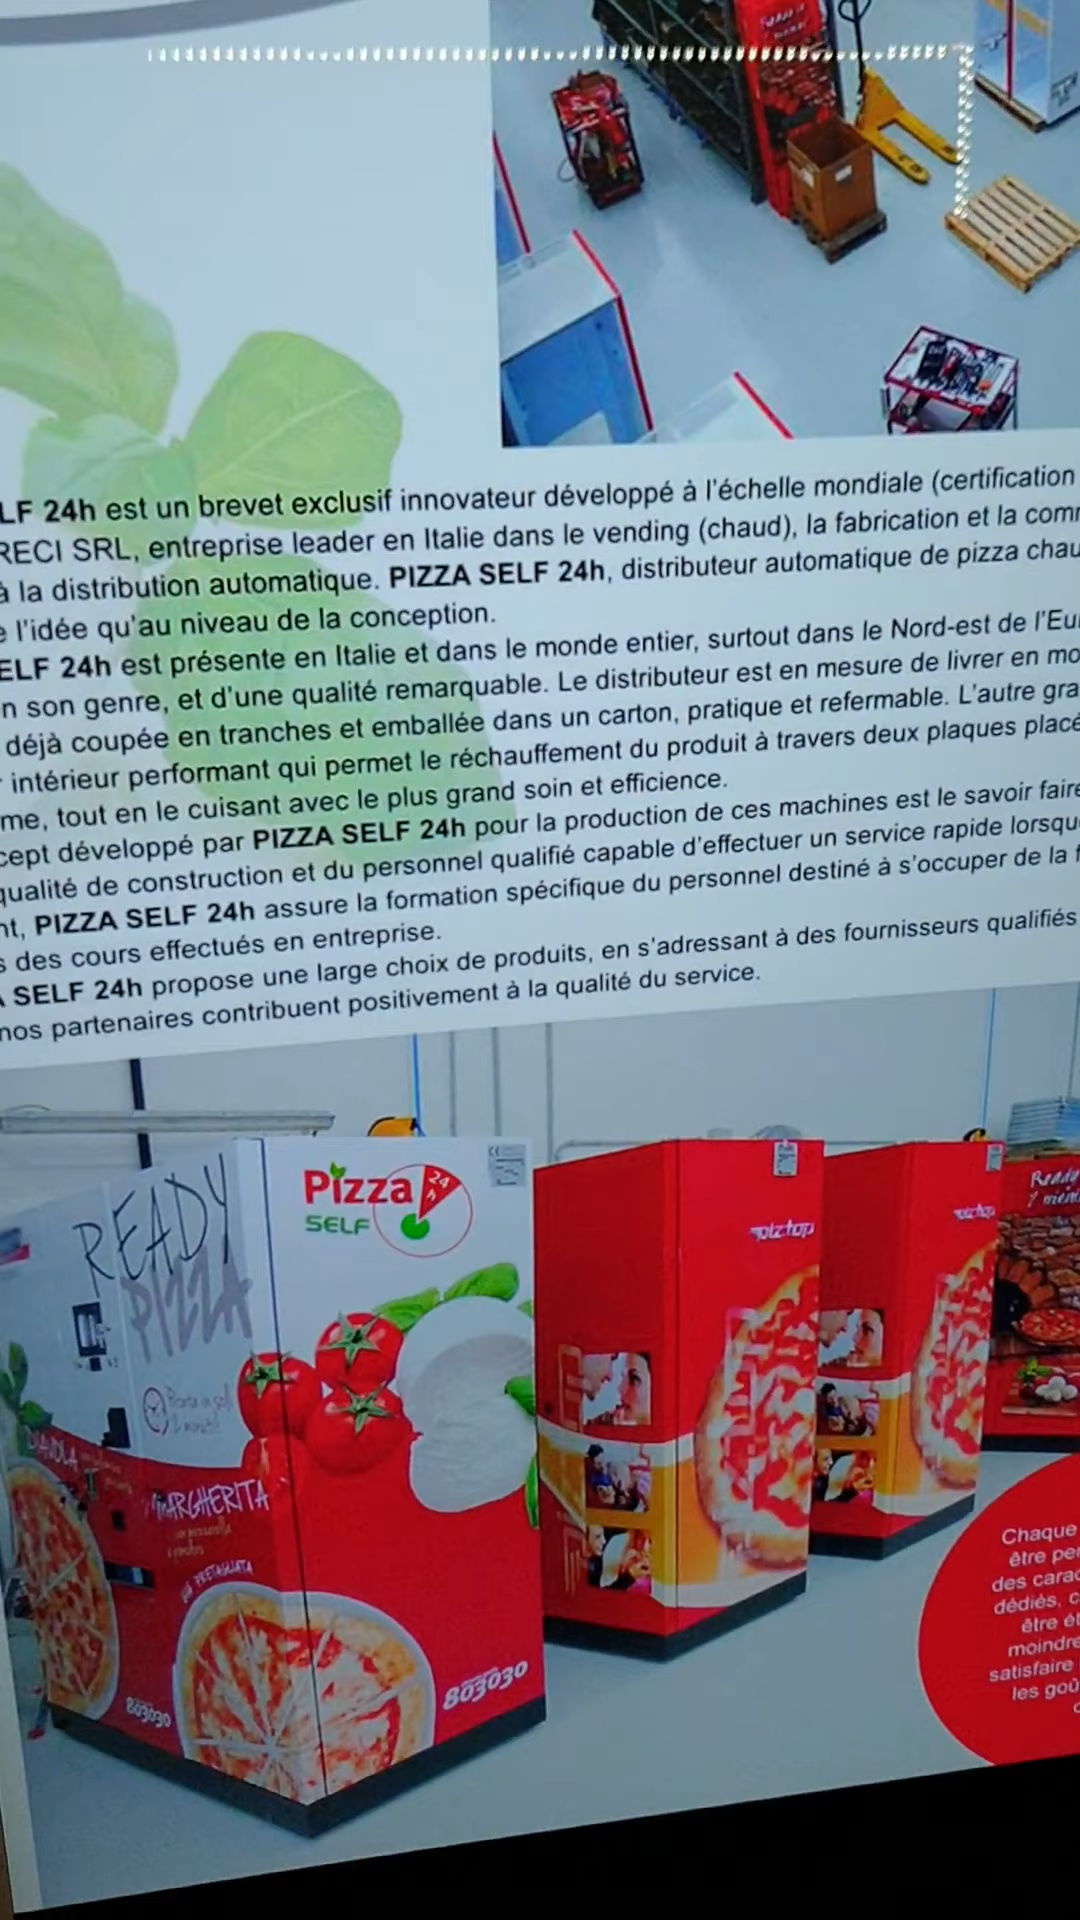 LF 24h est un brevet exclusif innovateur développé à l'échelle mondiale (certification
RECI SRL, entreprise leader en Italie dans le vending (chaud), la fabrication et la com
à la distribution automatique. PIZZA SELF 24h, distributeur automatique de pizza chau
e l'idée qu'au niveau de la conception.
ELF 24h est présente en Italie et dans le monde entier, surtout dans le Nord-est de l'Eu
n son genre, et d'une qualité remarquable. Le distributeur est en mesure de livrer en mo
déjà coupée en tranches et emballée dans un carton, pratique et refermable. L'autre gra
r intérieur performant qui permet le réchauffement du produit à travers deux plaques placé
me, tout en le cuisant avec le plus grand soin et efficience.
cept développé par PIZZA SELF 24h pour la production de ces machines est le savoir faire
qualité de construction et du personnel qualifié capable d'effectuer un service rapide lorsqu
nt, PIZZA SELF 24h assure la formation spécifique du personnel destiné à s'occuper de la f
s des cours effectués en entreprise.
A SELF 24h propose une large choix de produits, en s'adressant à des fournisseurs qualifiés
nos partenaires contribuent positivement à la qualité du service.
READY
PIZZA
Pizza 24 h
SELF
Ready
DIAVOLA
MARGHERITA
GIÀ PRETAGLIATA
803030
803030
Chaque
être pe
des cara
dédiés, c
être ét
moindre
satisfaire
les goû